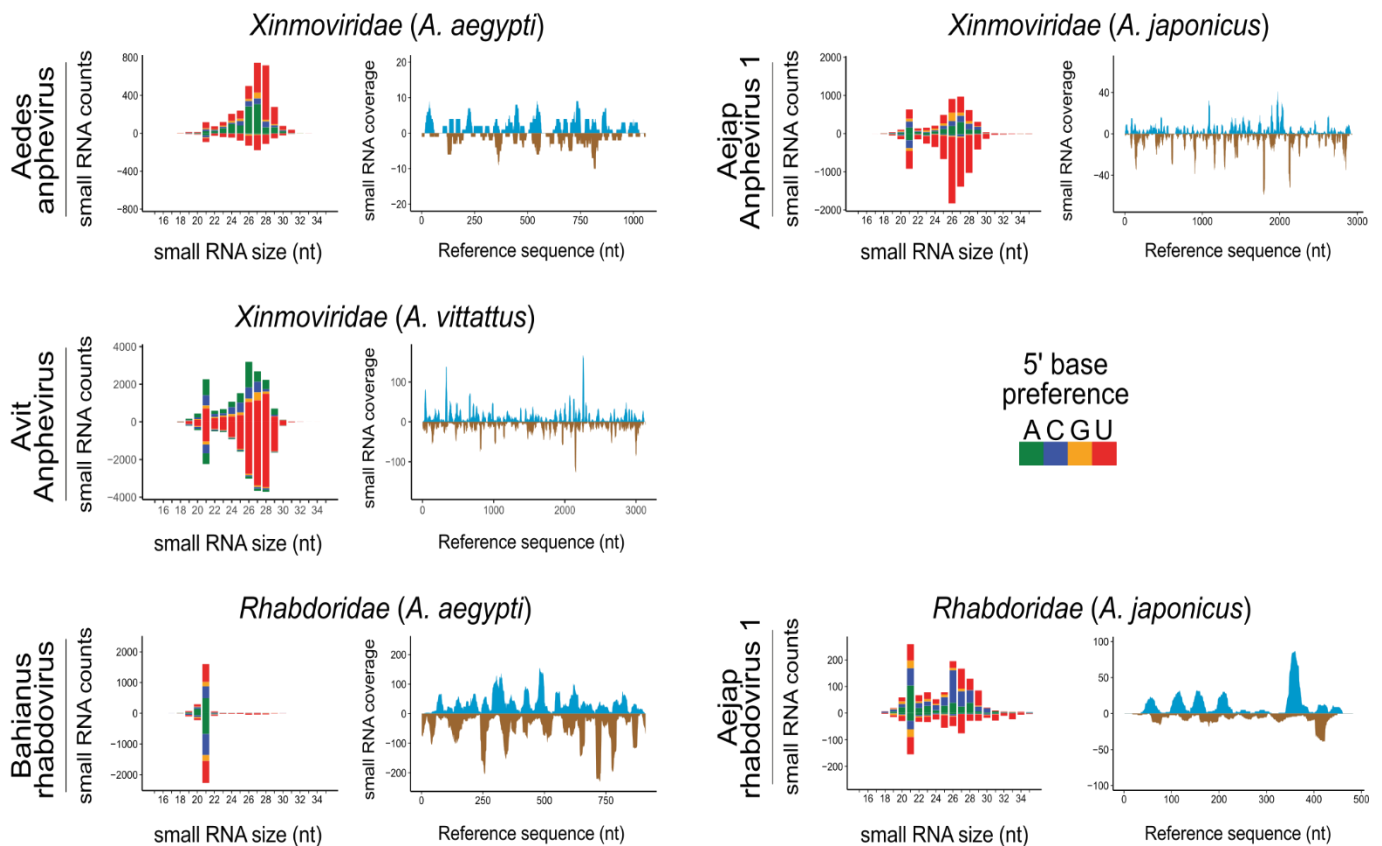 Xinmoviridae (A. aegypti)
Aedes
anphevirus
small RNA counts
800
400
0
−400
−800
16 18 20 22 24 26 28 30 32 34
small RNA size (nt)
small RNA coverage
20
10
0
−10
−20
0 250 500 750 1000
Reference sequence (nt)
Xinmoviridae (A. japonicus)
Aejap
Anphevirus 1
small RNA counts
2000
1000
0
−1000
−2000
16 18 20 22 24 26 28 30 32 34
small RNA size (nt)
small RNA coverage
40
0
−40
0 1000 2000 3000
Reference sequence (nt)
Xinmoviridae (A. vittattus)
Avit
Anphevirus
small RNA counts
4000
2000
0
−2000
−4000
16 18 20 22 24 26 28 30 32 34
small RNA size (nt)
small RNA coverage
100
0
−100
0 1000 2000 3000
Reference sequence (nt)
5' base
preference
A C G U
Rhabdoridae (A. aegypti)
Bahianus
rhabdovirus
small RNA counts
2000
1000
0
−1000
−2000
16 18 20 22 24 26 28 30 32 34
small RNA size (nt)
small RNA coverage
200
100
0
−100
−200
0 250 500 750
Reference sequence (nt)
Rhabdoridae (A. japonicus)
Aejap
rhabdovirus 1
small RNA counts
200
100
0
−100
−200
16 18 20 22 24 26 28 30 32 34
small RNA size (nt)
small RNA coverage
100
50
0
−50
−100
0 100 200 300 400 500
Reference sequence (nt)